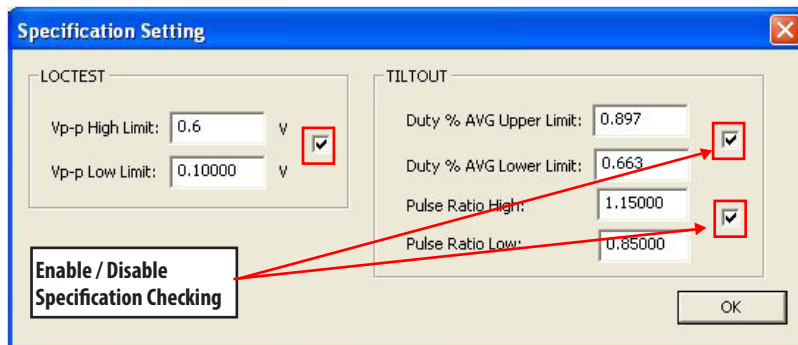 Specification Setting
LOCTEST
Vp-p High Limit: 0.6 V
Vp-p Low Limit: 0.10000 V
TILTOUT
Duty % AVG Upper Limit: 0.897
Duty % AVG Lower Limit: 0.663
Pulse Ratio High: 1.15000
Pulse Ratio Low: 0.85000
Enable / Disable
Specification Checking
OK